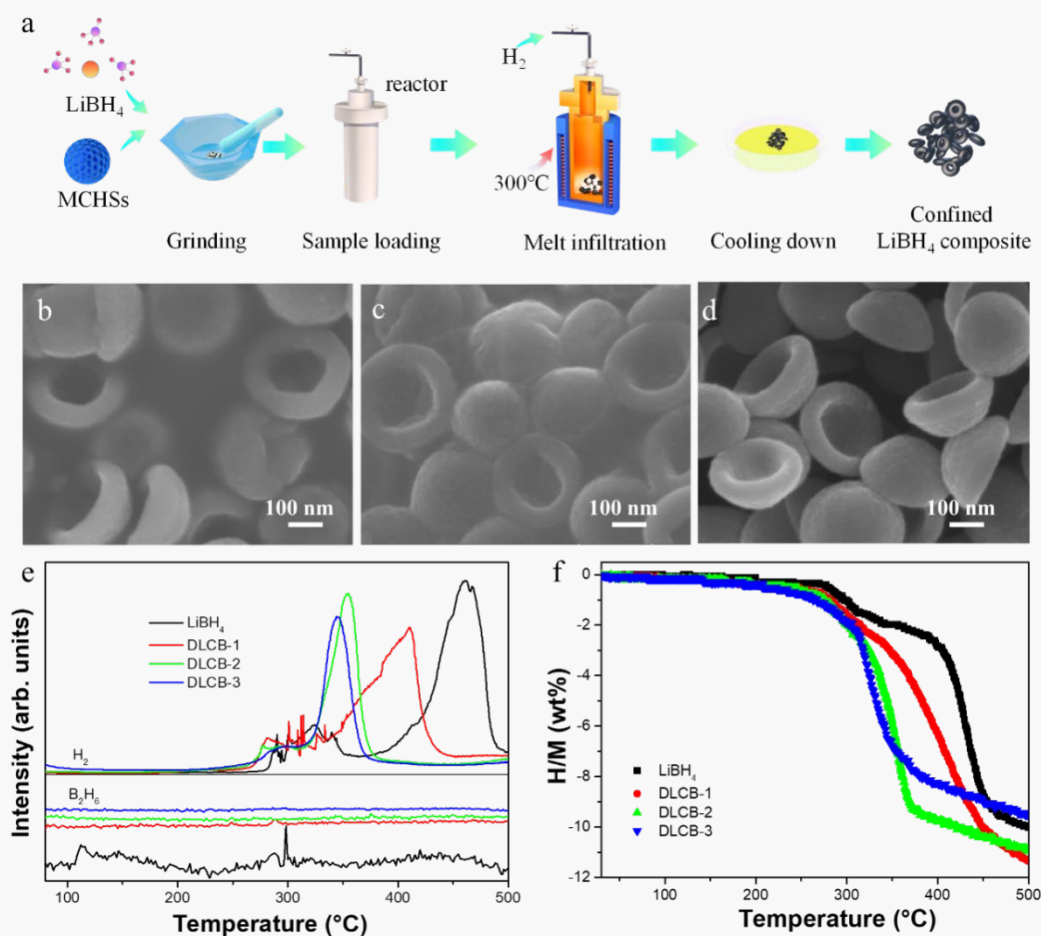 a
LiBH₄
MCHSs
Grinding
reactor
Sample loading
H₂
300°C
Melt infiltration
Cooling down
Confined
LiBH₄ composite
b
100 nm
c
100 nm
d
100 nm
e
Intensity (arb. units)
LiBH₄
DLCB-1
DLCB-2
DLCB-3
H₂
B₂H₆
100 200 300 400 500
Temperature (°C)
f
H/M (wt%)
0
-2
-4
-6
-8
-10
-12
LiBH₄
DLCB-1
DLCB-2
DLCB-3
100 200 300 400 500
Temperature (°C)